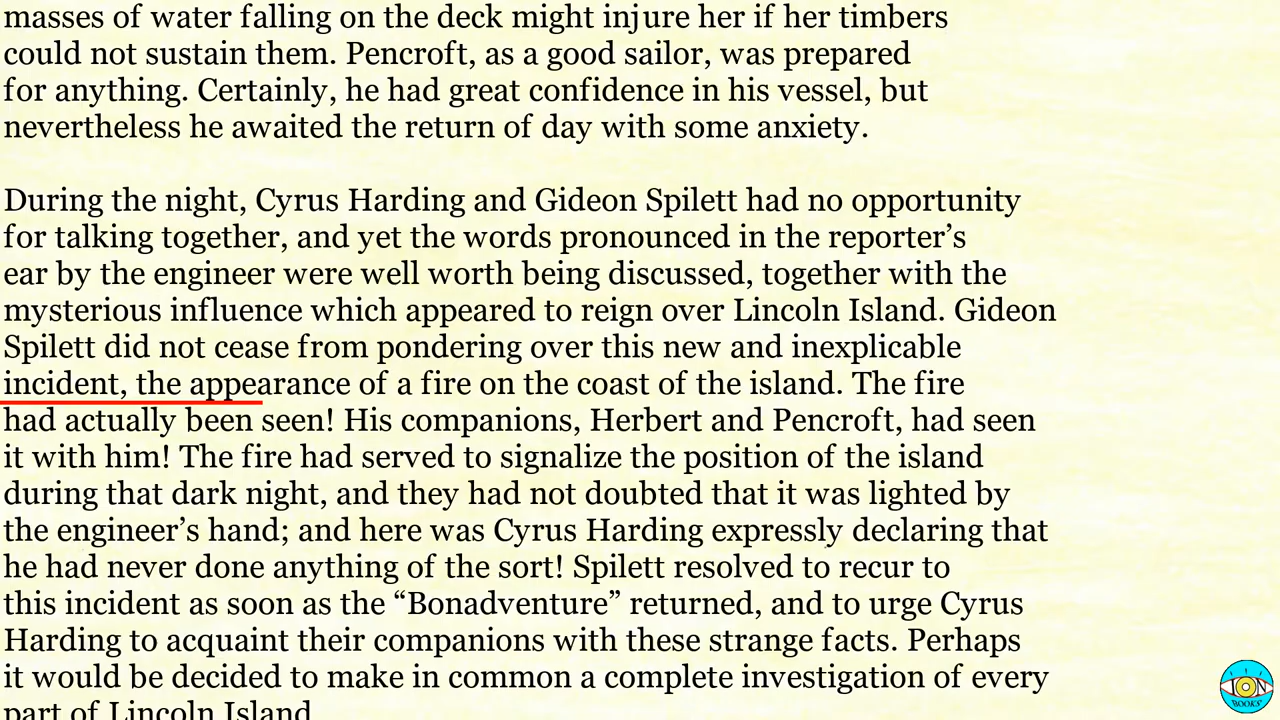 masses of water falling on the deck might injure her if her timbers
could not sustain them. Pencroft, as a good sailor, was prepared
for anything. Certainly, he had great confidence in his vessel, but
nevertheless he awaited the return of day with some anxiety.
During the night, Cyrus Harding and Gideon Spilett had no opportunity
for talking together, and yet the words pronounced in the reporter’s
ear by the engineer were well worth being discussed, together with the
mysterious influence which appeared to reign over Lincoln Island. Gideon
Spilett did not cease from pondering over this new and inexplicable
incident, the appearance of a fire on the coast of the island. The fire
had actually been seen! His companions, Herbert and Pencroft, had seen
it with him! The fire had served to signalize the position of the island
during that dark night, and they had not doubted that it was lighted by
the engineer’s hand; and here was Cyrus Harding expressly declaring that
he had never done anything of the sort! Spilett resolved to recur to
this incident as soon as the “Bonadventure” returned, and to urge Cyrus
Harding to acquaint their companions with these strange facts. Perhaps
it would be decided to make in common a complete investigation of every
part of Lincoln Island
ION
BOOKS